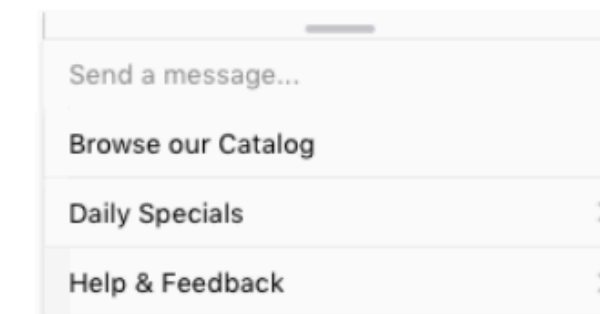 Send a message...
Browse our Catalog
Daily Specials
Help & Feedback